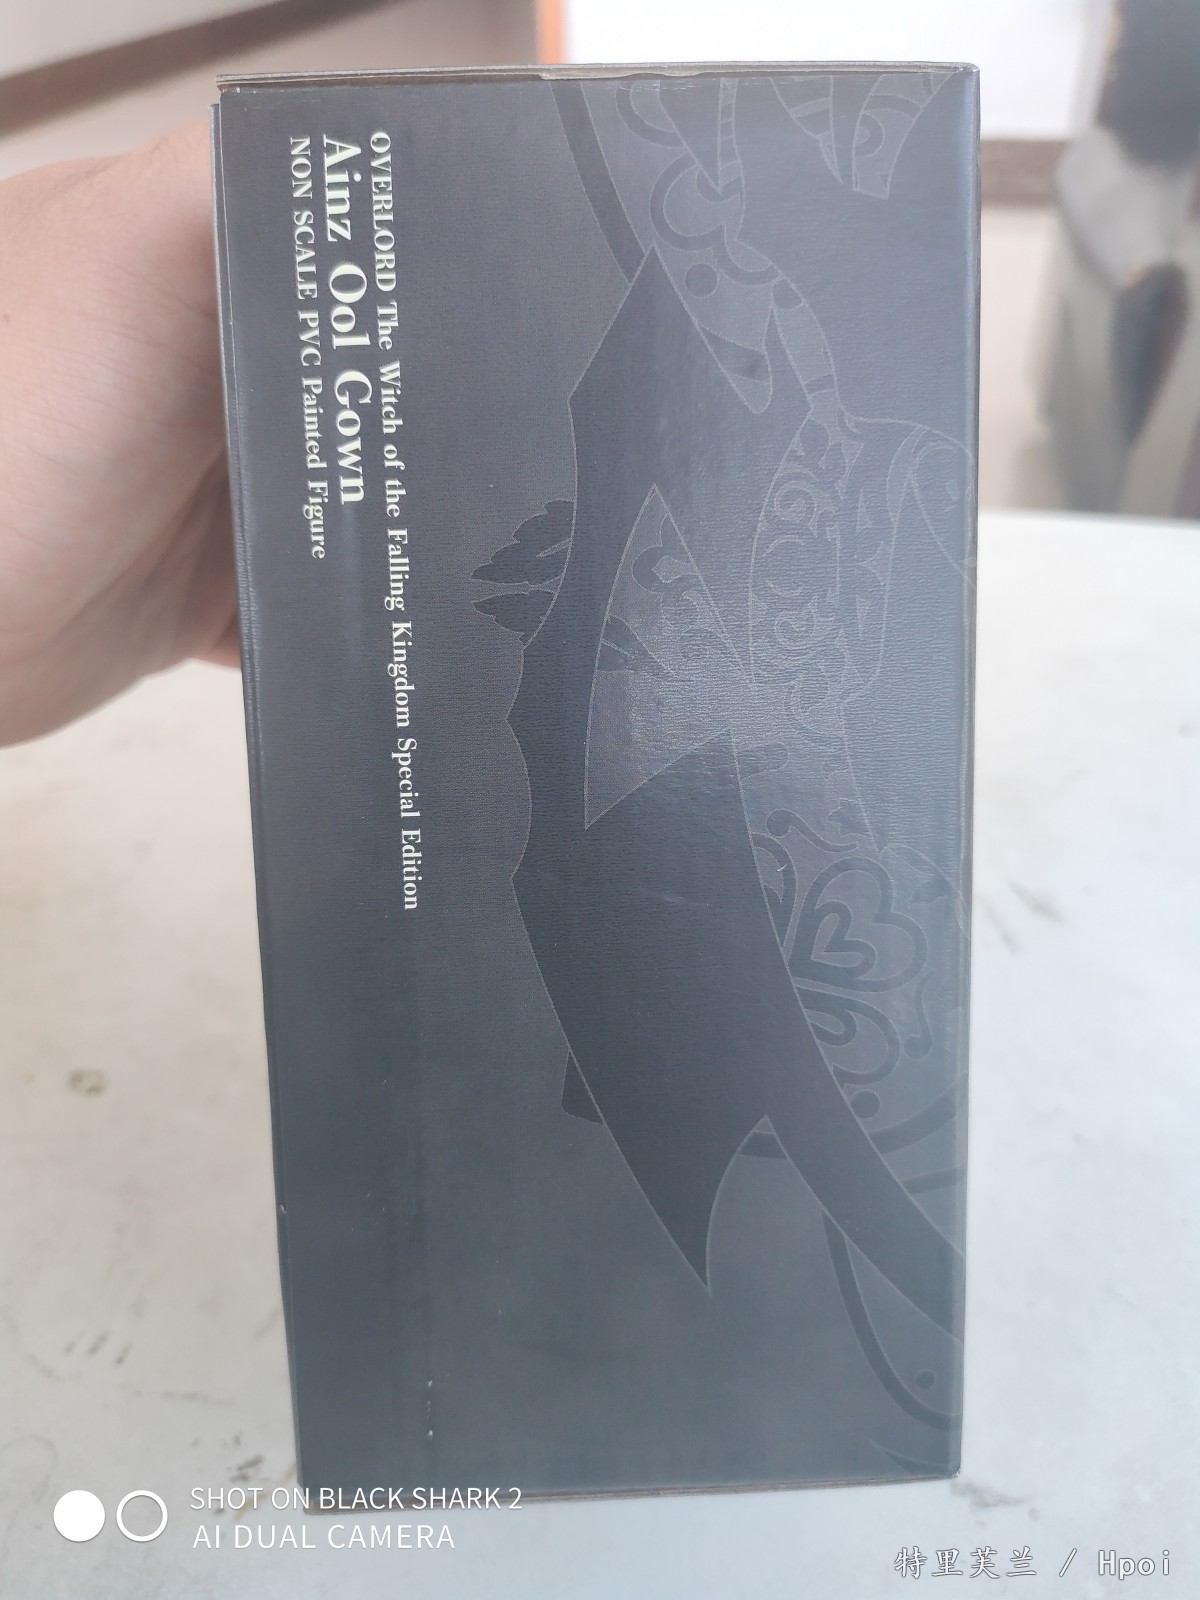 OVERLORD The Witch of the Falling Kingdom Special Edition
Ainz Ool Gown
NON SCALE PVC Painted Figure
SHOT ON BLACK SHARK 2
AI DUAL CAMERA
特里芙兰 / Hpoi